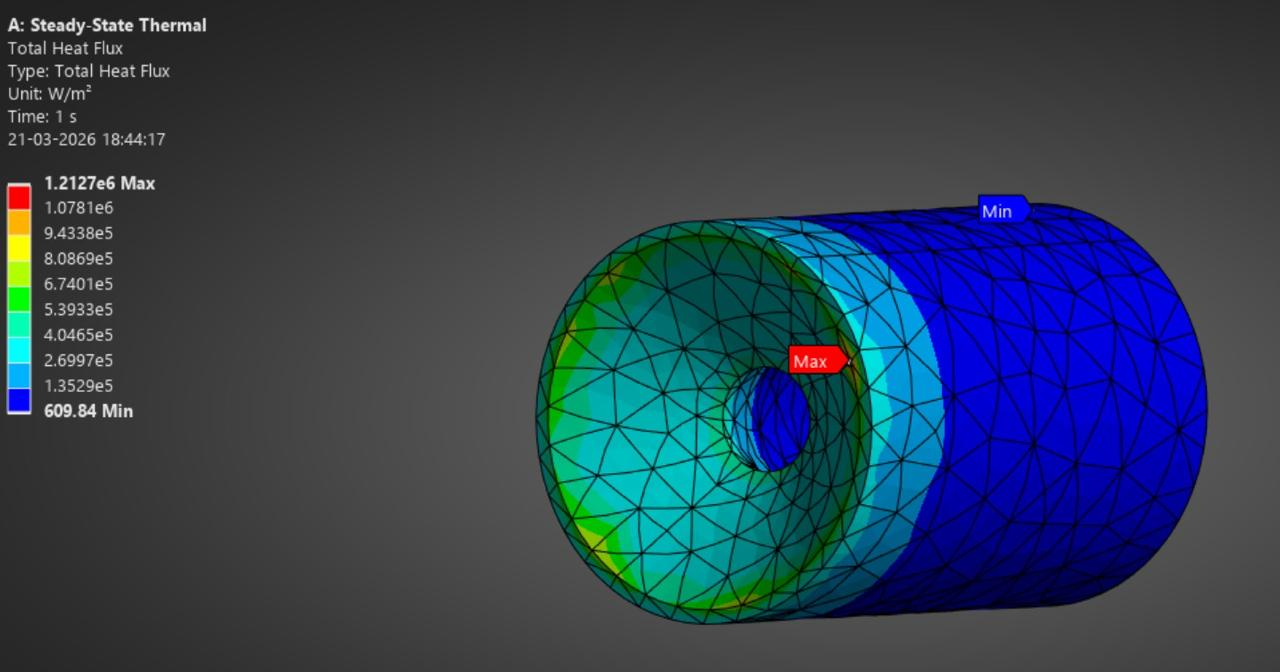 A: Steady-State Thermal
Total Heat Flux
Type: Total Heat Flux
Unit: W/m²
Time: 1 s
21-03-2026 18:44:17
1.2127e6 Max
1.0781e6
9.4338e5
8.0869e5
6.7401e5
5.3933e5
4.0465e5
2.6997e5
1.3529e5
609.84 Min
Min
Max